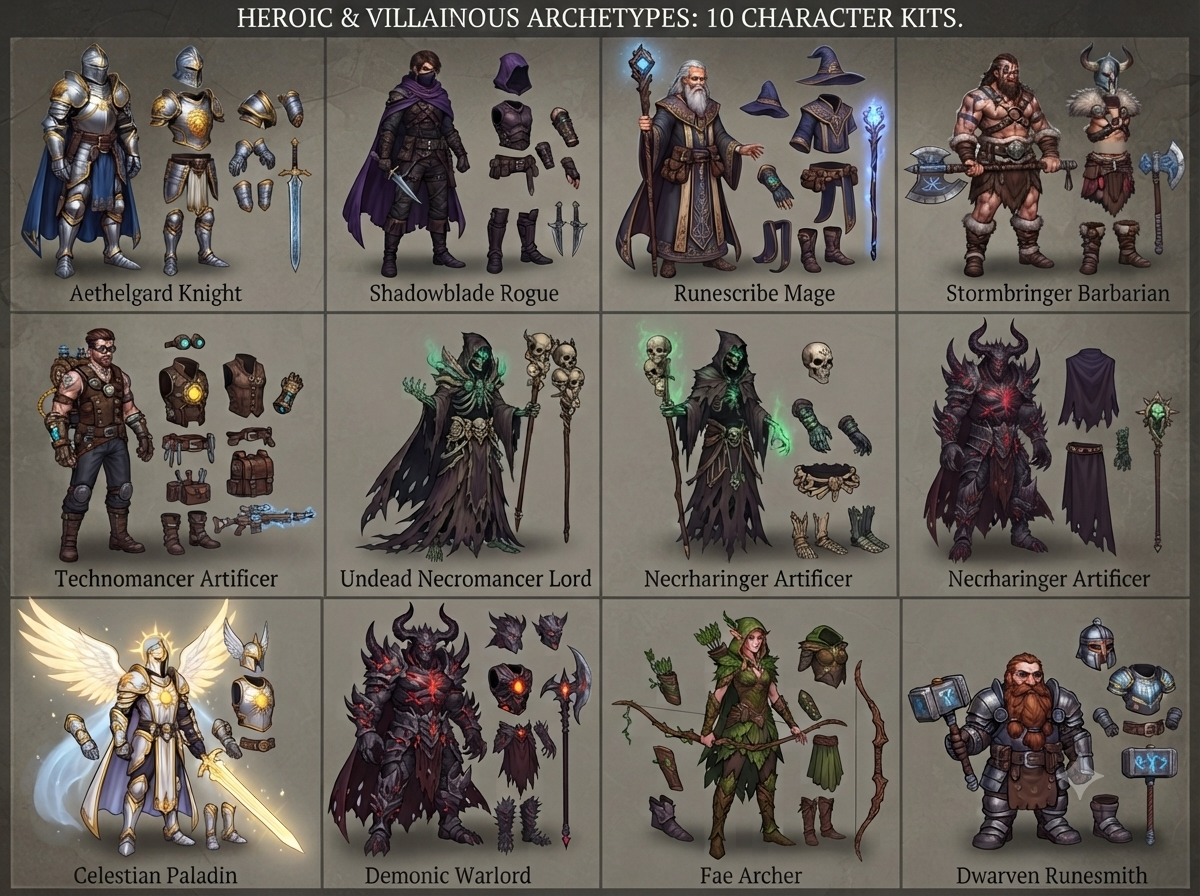 HEROIC & VILLAINOUS ARCHETYPES: 10 CHARACTER KITS.
Aethelgard Knight
Shadowblade Rogue
Runescribe Mage
Stormbringer Barbarian
Technomancer Artificer
Undead Necromancer Lord
Necrharinger Artificer
Necrharinger Artificer
Celestian Paladin
Demonic Warlord
Fae Archer
Dwarven Runesmith